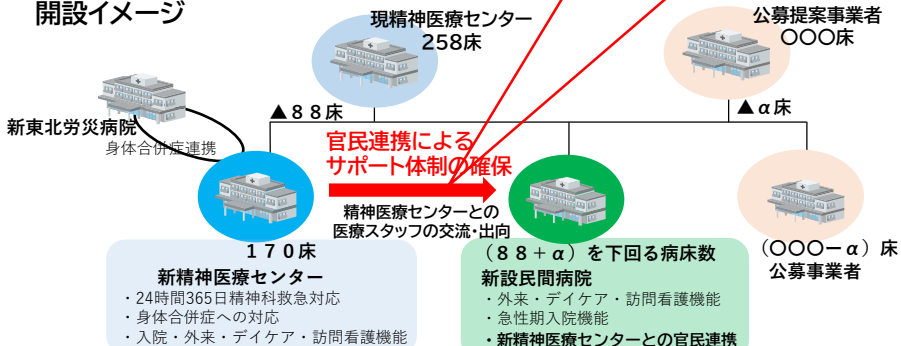 開設イメージ
現精神医療センター
258床
公募提案事業者
〇〇〇床
▲８８床
▲α床
新東北労災病院
身体合併症連携
官民連携による
サポート体制の確保
精神医療センターとの
医療スタッフの交流・出向
１７０床
新精神医療センター
・24時間365日精神科救急対応
・身体合併症への対応
・入院・外来・デイケア・訪問看護機能
（８８＋α）を下回る病床数
新設民間病院
・外来・デイケア・訪問看護機能
・急性期入院機能
・新精神医療センターとの官民連携
（〇〇〇ーα）床
公募事業者